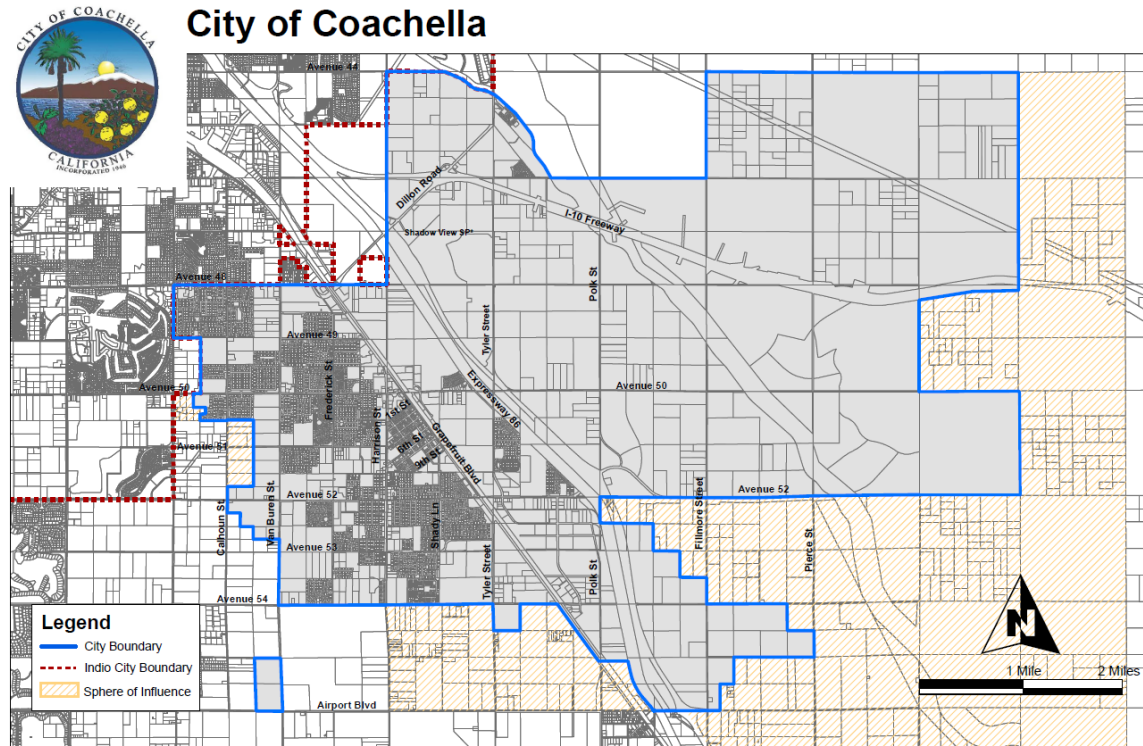 City of Coachella
CITY OF COACHELLA
CALIFORNIA
INCORPORATED 1946
Avenue 44
Dillon Road
I-10 Freeway
Shadow View SP*
Avenue 48
Polk St
Tyler Street
Avenue 49
Frederick St
Avenue 50
Avenue 50
Expressway 86
Harrison St
1st St
6th St
9th St
Grapefruit Blvd
Avenue 51
Avenue 52
Avenue 52
Calhoun St
Van Buren St.
Shady Ln
Fillmore Street
Avenue 53
Tyler Street
Polk St
Pierce St
Avenue 54
Legend
City Boundary
Indio City Boundary
Sphere of Influence
Airport Blvd
N
1 Mile
2 Miles